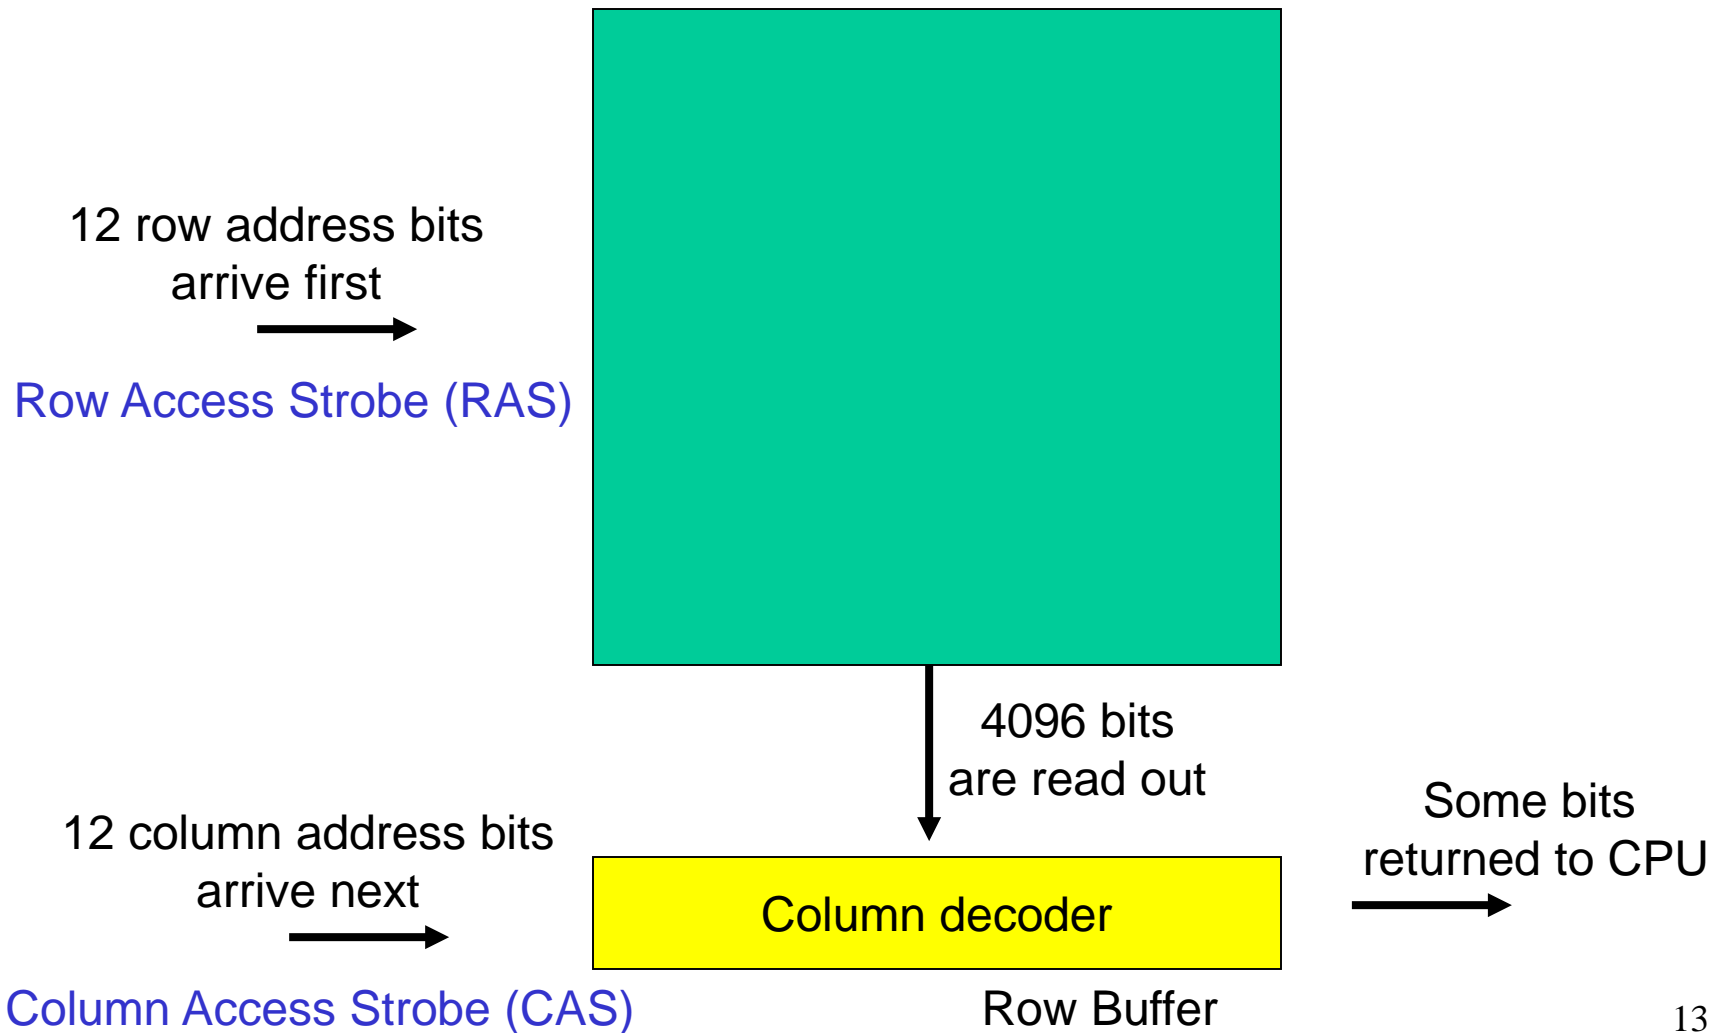 12 row address bits
arrive first
Row Access Strobe (RAS)
4096 bits
are read out
Some bits
returned to CPU
12 column address bits
arrive next
Column decoder
Column Access Strobe (CAS)
Row Buffer
13